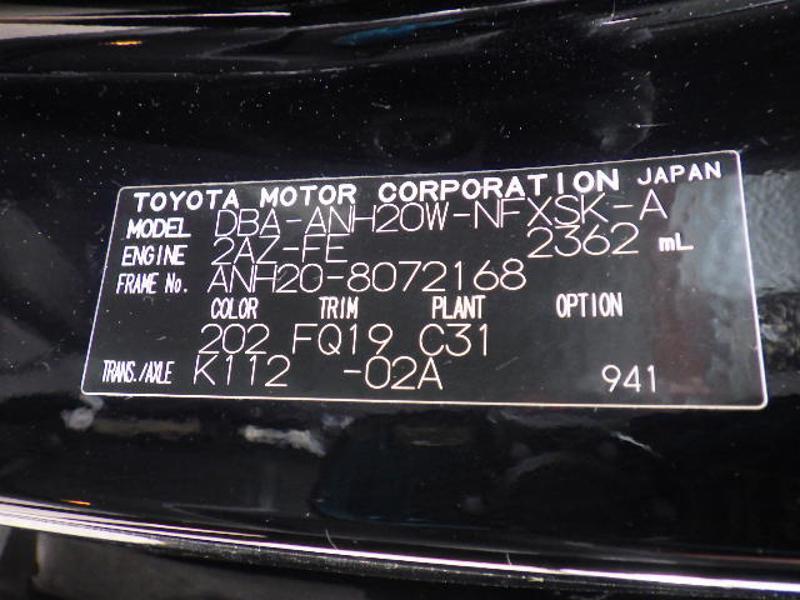 TOYOTA MOTOR CORPORATION JAPAN
MODEL DBA-ANH20W-NFXSK-A
ENGINE 2AZ-FE 2362 mL
FRAME No. ANH20-8072168
COLOR TRIM PLANT OPTION
202 FQ19 C31
TRANS./AXLE K112 -02A 941